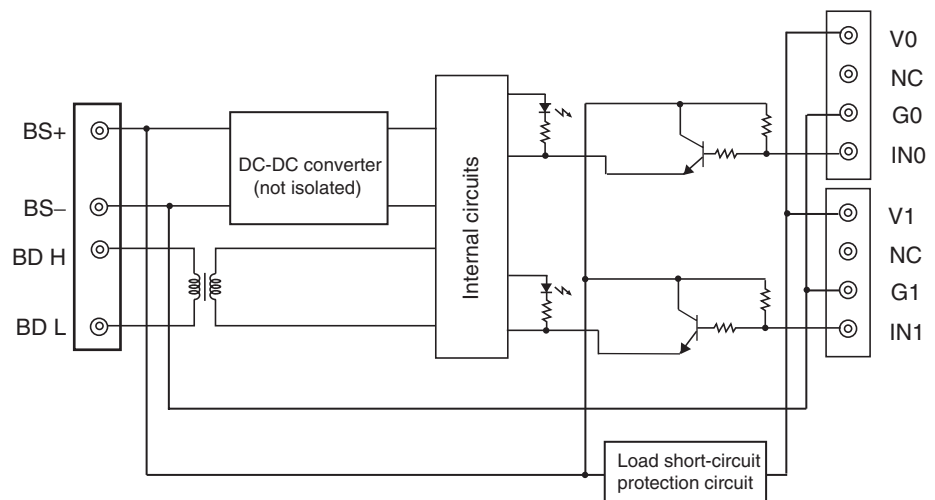 BS+
BS−
BD H
BD L
DC-DC converter
(not isolated)
Internal circuits
Load short-circuit
protection circuit
V0
NC
G0
IN0
V1
NC
G1
IN1